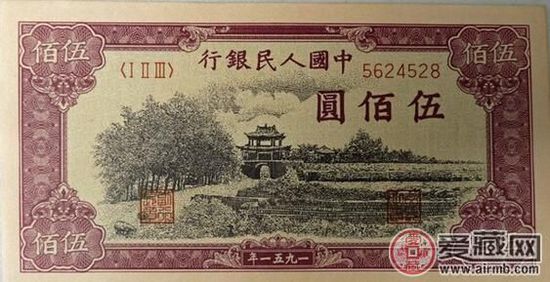 伍佰
伍佰
中國人民銀行
〈I II III〉
5624528
伍佰圓
伍佰
伍佰
一九五一年
爱藏网
www.airmb.com